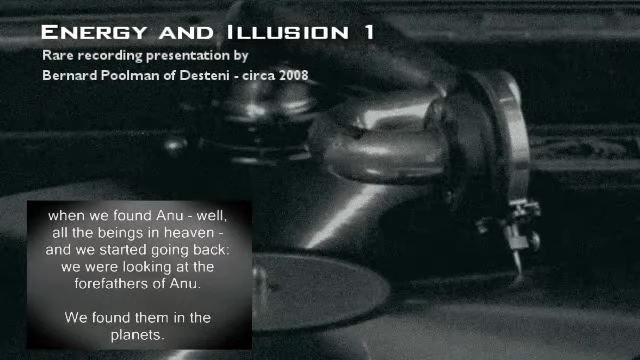 Energy and Illusion 1
Rare recording presentation by
Bernard Poolman of Desteni - circa 2008
when we found Anu - well,
all the beings in heaven -
and we started going back:
we were looking at the
forefathers of Anu.
We found them in the
planets.